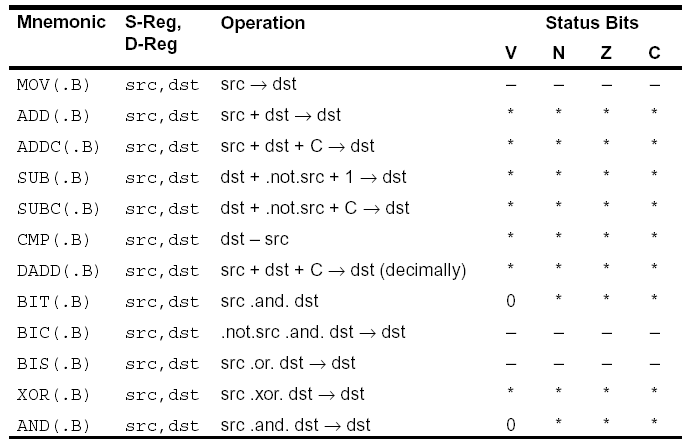 Mnemonic S-Reg, D-Reg Operation Status Bits
V N Z C
MOV(.B) src,dst src → dst – – – –
ADD(.B) src,dst src + dst → dst * * * *
ADDC(.B) src,dst src + dst + C → dst * * * *
SUB(.B) src,dst dst + .not.src + 1 → dst * * * *
SUBC(.B) src,dst dst + .not.src + C → dst * * * *
CMP(.B) src,dst dst – src * * * *
DADD(.B) src,dst src + dst + C → dst (decimally) * * * *
BIT(.B) src,dst src .and. dst 0 * * *
BIC(.B) src,dst .not.src .and. dst → dst – – – –
BIS(.B) src,dst src .or. dst → dst – – – –
XOR(.B) src,dst src .xor. dst → dst * * * *
AND(.B) src,dst src .and. dst → dst 0 * * *